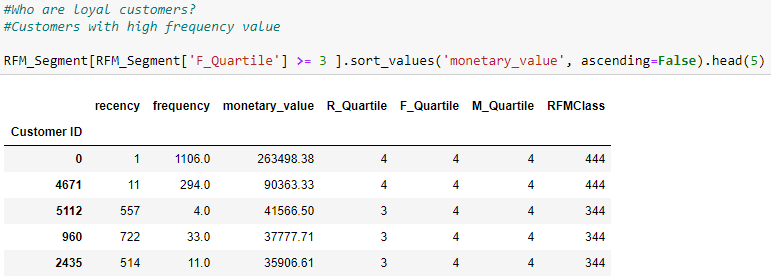 #Who are loyal customers?
#Customers with high frequency value
RFM_Segment[RFM_Segment['F_Quartile'] >= 3 ].sort_values('monetary_value', ascending=False).head(5)
recency frequency monetary_value R_Quartile F_Quartile M_Quartile RFMClass
Customer ID
0 1 1106.0 263498.38 4 4 4 444
4671 11 294.0 90363.33 4 4 4 444
5112 557 4.0 41566.50 3 4 4 344
960 722 33.0 37777.71 3 4 4 344
2435 514 11.0 35906.61 3 4 4 344